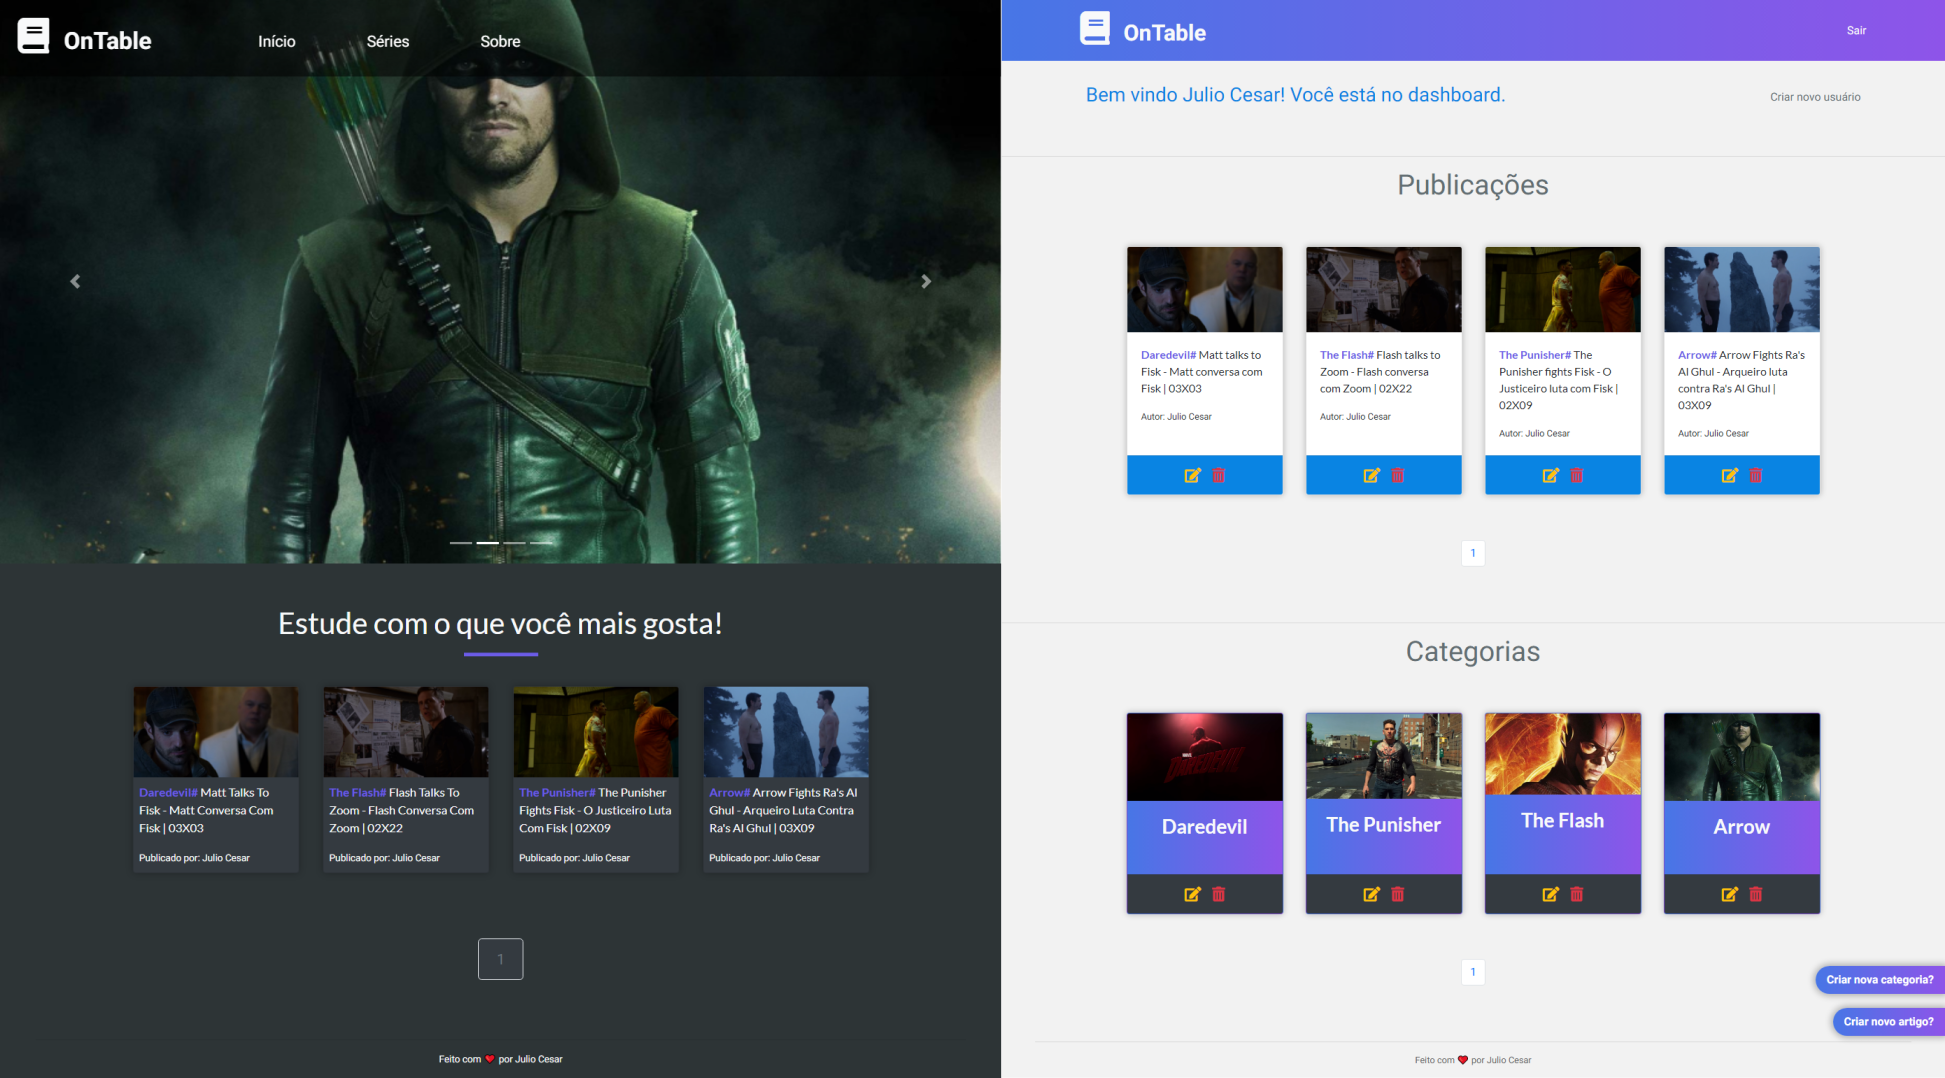 OnTable
Início
Séries
Sobre
Estude com o que você mais gosta!
Daredevil# Matt Talks To
Fisk - Matt Conversa Com
Fisk | 03X03
Publicado por: Julio Cesar
The Flash# Flash Talks To
Zoom - Flash Conversa Com
Zoom | 02X22
Publicado por: Julio Cesar
The Punisher# The Punisher
Fights Fisk - O Justiceiro Luta
Com Fisk | 02X09
Publicado por: Julio Cesar
Arrow# Arrow Fights Ra's Al
Ghul - Arqueiro Luta Contra
Ra's Al Ghul | 03X09
Publicado por: Julio Cesar
1
Feito com ❤ por Julio Cesar
OnTable
Sair
Bem vindo Julio Cesar! Você está no dashboard.
Criar novo usuário
Publicações
Daredevil# Matt talks to
Fisk - Matt conversa com
Fisk | 03X03
Autor: Julio Cesar
The Flash# Flash talks to
Zoom - Flash conversa
com Zoom | 02X22
Autor: Julio Cesar
The Punisher# The
Punisher fights Fisk - O
Justiceiro luta com Fisk |
02X09
Autor: Julio Cesar
Arrow# Arrow Fights Ra's
Al Ghul - Arqueiro luta
contra Ra's Al Ghul |
03X09
Autor: Julio Cesar
1
Categorias
DAREDEVIL
Daredevil
The Punisher
The Flash
Arrow
1
Criar nova categoria?
Criar novo artigo?
Feito com ❤ por Julio Cesar